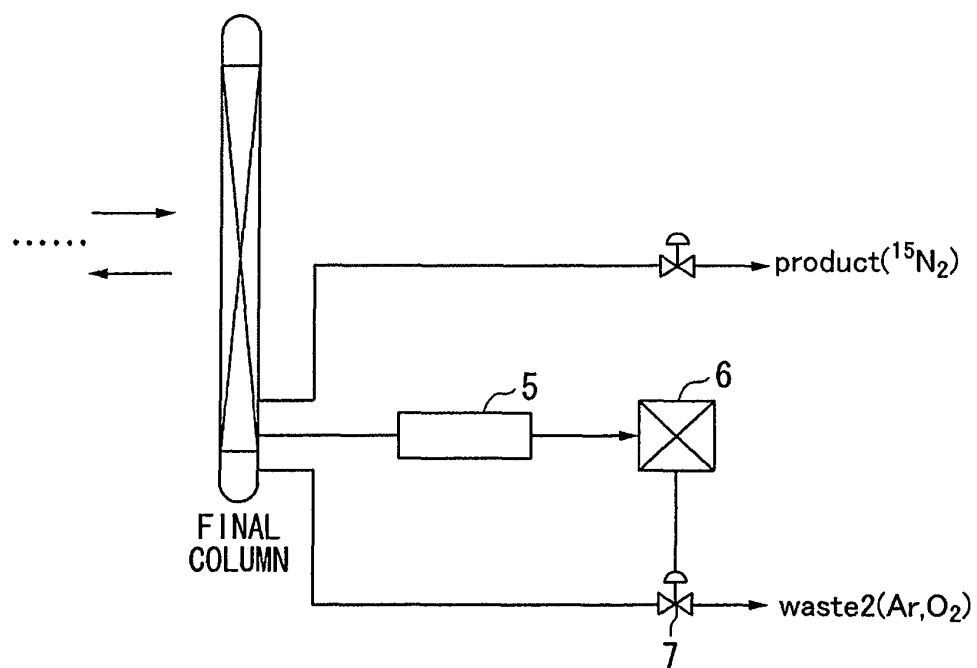 product(¹⁵N₂)
5
6
FINAL
COLUMN
waste2(Ar,O₂)
7